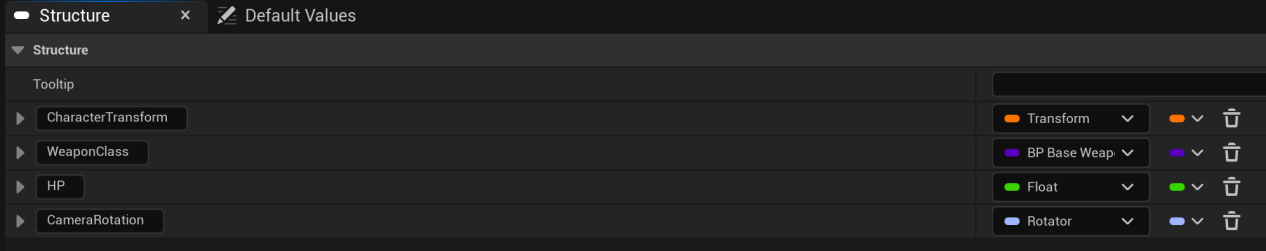 Structure × Default Values
Structure
Tooltip
CharacterTransform Transform
WeaponClass BP Base Weap
HP Float
CameraRotation Rotator